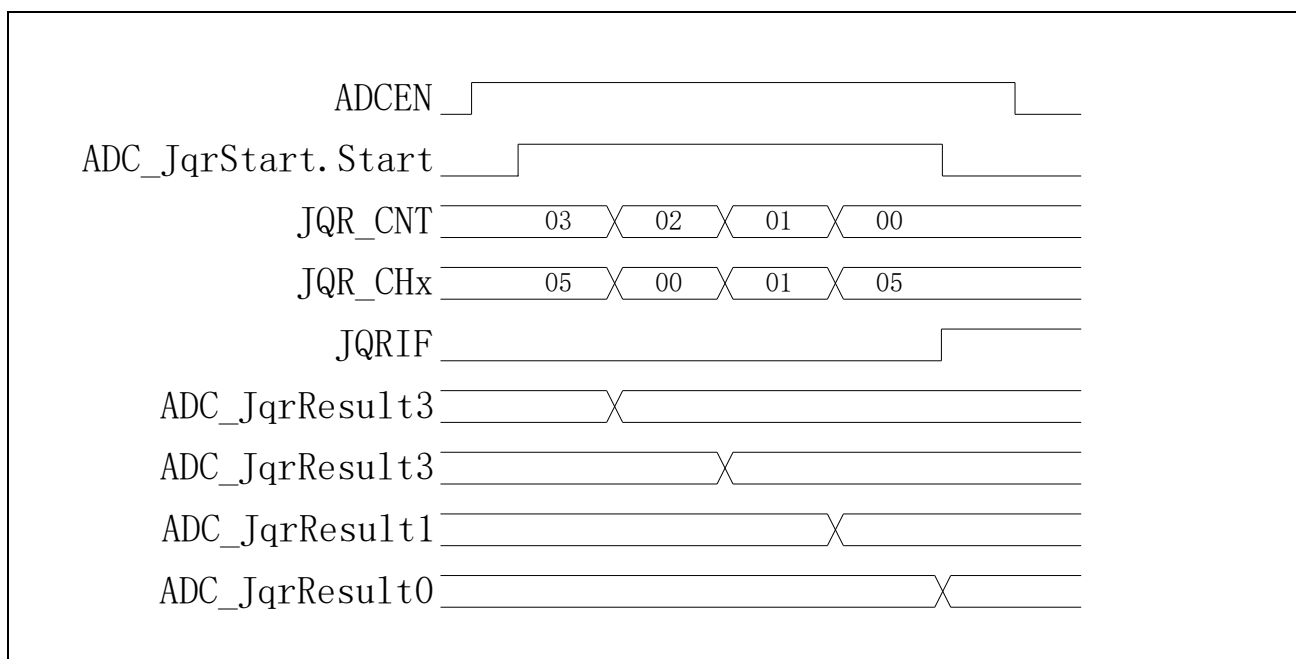 ADCEN
ADC_JqrStart.Start
JQR_CNT 03 02 01 00
JQR_CHx 05 00 01 05
JQRIF
ADC_JqrResult3
ADC_JqrResult3
ADC_JqrResult1
ADC_JqrResult0